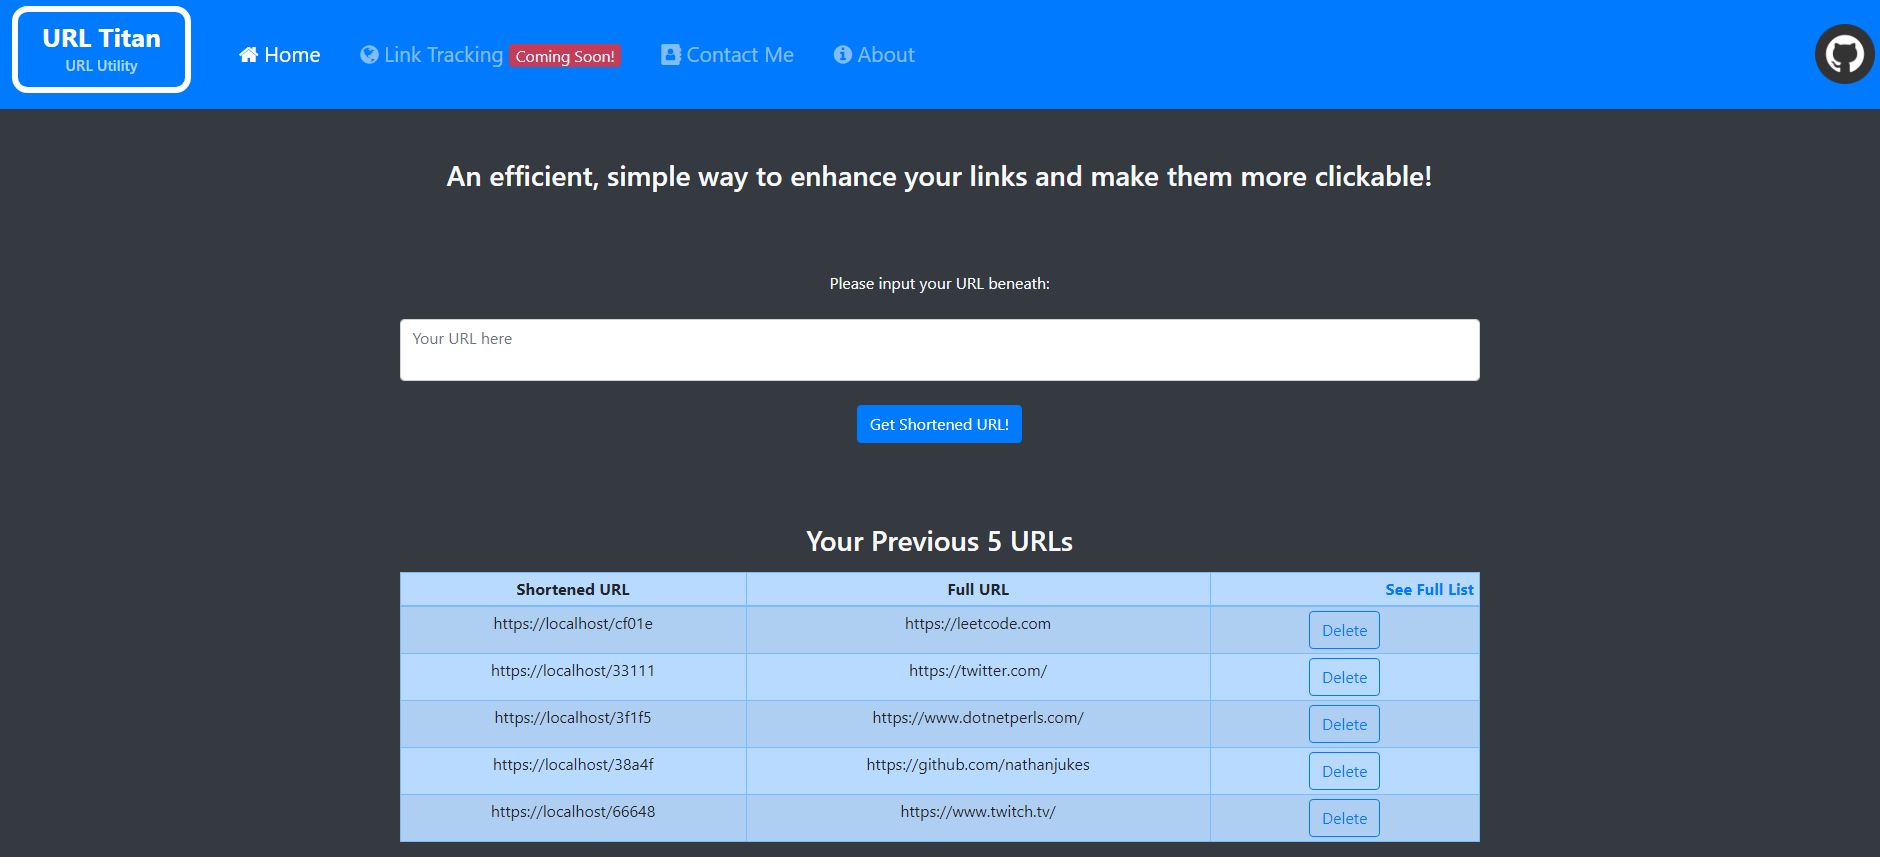 URL Titan
URL Utility
Home Link Tracking Coming Soon! Contact Me About
An efficient, simple way to enhance your links and make them more clickable!
Please input your URL beneath:
Your URL here
Get Shortened URL!
Your Previous 5 URLs
Shortened URL Full URL See Full List
https://localhost/cf01e https://leetcode.com Delete
https://localhost/33111 https://twitter.com/ Delete
https://localhost/3f1f5 https://www.dotnetperls.com/ Delete
https://localhost/38a4f https://github.com/nathanjukes Delete
https://localhost/66648 https://www.twitch.tv/ Delete